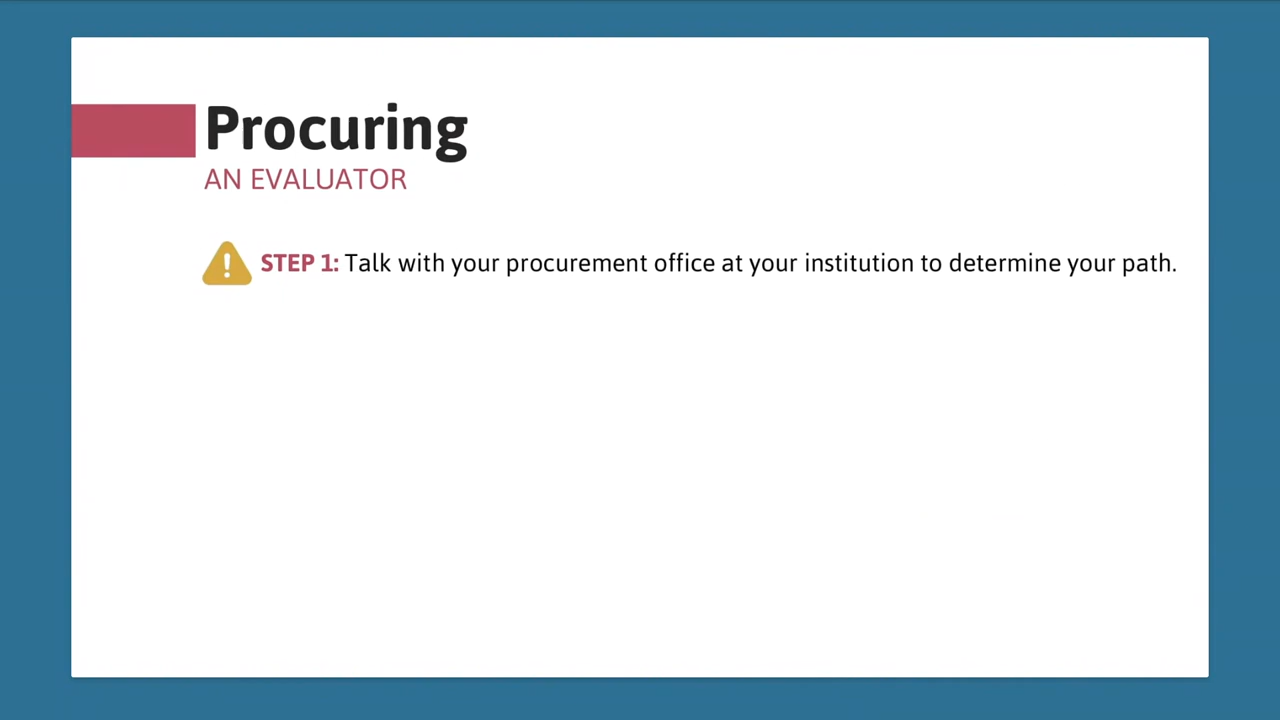 Procuring
AN EVALUATOR
STEP 1: Talk with your procurement office at your institution to determine your path.